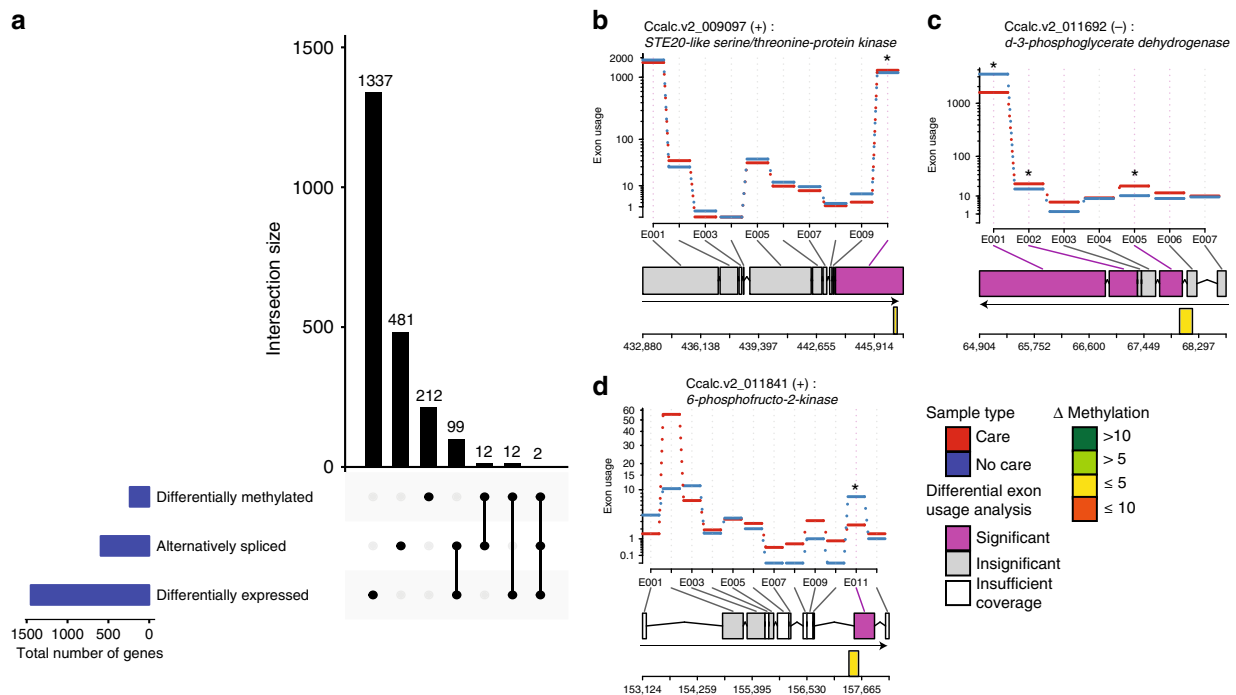 a
1500
1000
500
0
Intersection size
1337
481
212
99
12
12
2
Differentially methylated
Alternatively spliced
Differentially expressed
1500 1000 500 0
Total number of genes
b
Ccalc.v2_009097 (+) :
STE20-like serine/threonine-protein kinase
Exon usage
2000
1000
100
10
1
*
E001 E003 E005 E007 E009
432,880 436,138 439,397 442,655 445,914
c
Ccalc.v2_011692 (–) :
d-3-phosphoglycerate dehydrogenase
Exon usage
1000
100
10
1
* * *
E001 E002 E003 E004 E005 E006 E007
64,904 65,752 66,600 67,449 68,297
d
Ccalc.v2_011841 (+) :
6-phosphofructo-2-kinase
Exon usage
60
50
40
30
20
15
10
1
0.1
*
E001 E003 E005 E007 E009 E011
153,124 154,259 155,395 156,530 157,665
Sample type
Care
No care
Differential exon
usage analysis
Significant
Insignificant
Insufficient
coverage
Δ Methylation
>10
> 5
≤ 5
≤ 10